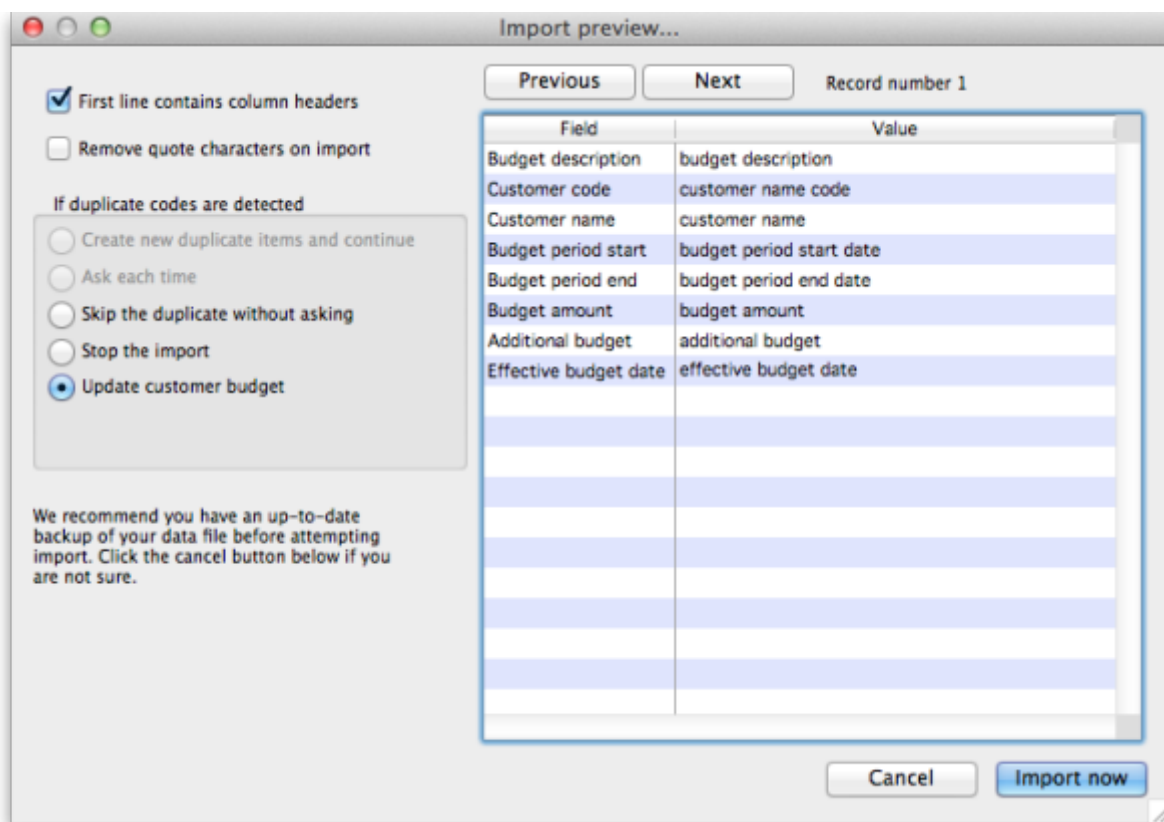 Import preview...
Previous
Next
Record number 1
First line contains column headers
Remove quote characters on import
If duplicate codes are detected
Create new duplicate items and continue
Ask each time
Skip the duplicate without asking
Stop the import
Update customer budget
We recommend you have an up-to-date
backup of your data file before attempting
import. Click the cancel button below if you
are not sure.
Field Value
Budget description budget description
Customer code customer name code
Customer name customer name
Budget period start budget period start date
Budget period end budget period end date
Budget amount budget amount
Additional budget additional budget
Effective budget date effective budget date
Cancel
Import now